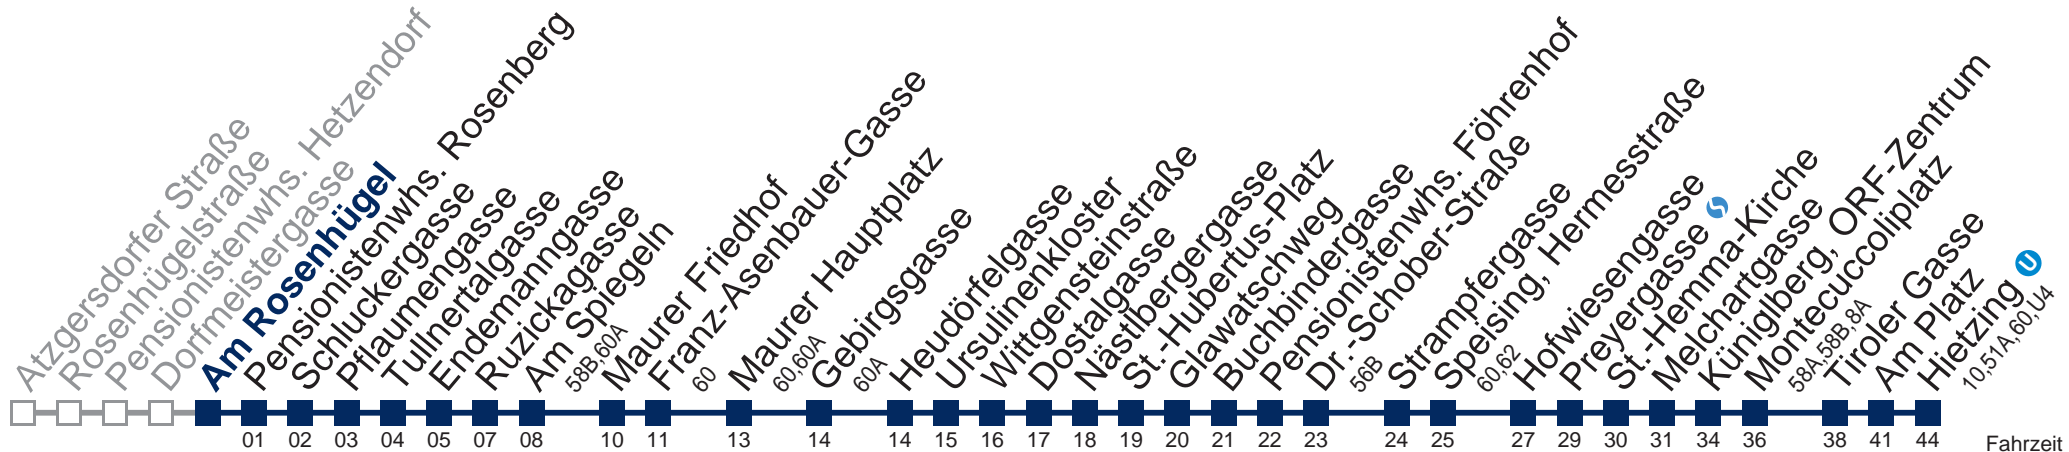 Atzgersdorfer Straße
Rosenhügelstraße
Pensionistenwhs. Hetzendorf
Dorfmeistergasse
Am Rosenhügel
Pensionistenwhs. Rosenberg
Schluckergasse
Pflaumengasse
Tullnertalgasse
Endemanngasse
Ruzickagasse
Am Spiegeln
58B,60A
Maurer Friedhof
Franz-Asenbauer-Gasse
60
Maurer Hauptplatz
60,60A
Gebirgsgasse
60A
Heudörfelgasse
Ursulinenkloster
Wittgensteinstraße
Dostalgasse
Nästlbergergasse
St.-Hubertus-Platz
Glawatschweg
Buchbindergasse
Pensionistenwhs. Föhrenhof
Dr.-Schober-Straße
56B
Strampfergasse
Speising, Hermesstraße
60,62
Hofwiesengasse
Preyergasse S
St.-Hemma-Kirche
Melchartgasse
Küniglberg, ORF-Zentrum
Montecuccoliplatz
58A,58B,8A
Tiroler Gasse
Am Platz
Hietzing U
10,51A,60,U4
01 02 03 04 05 07 08 10 11 13 14 14 15 16 17 18 19 20 21 22 23 24 25 27 29 30 31 34 36 38 41 44 Fahrzeit